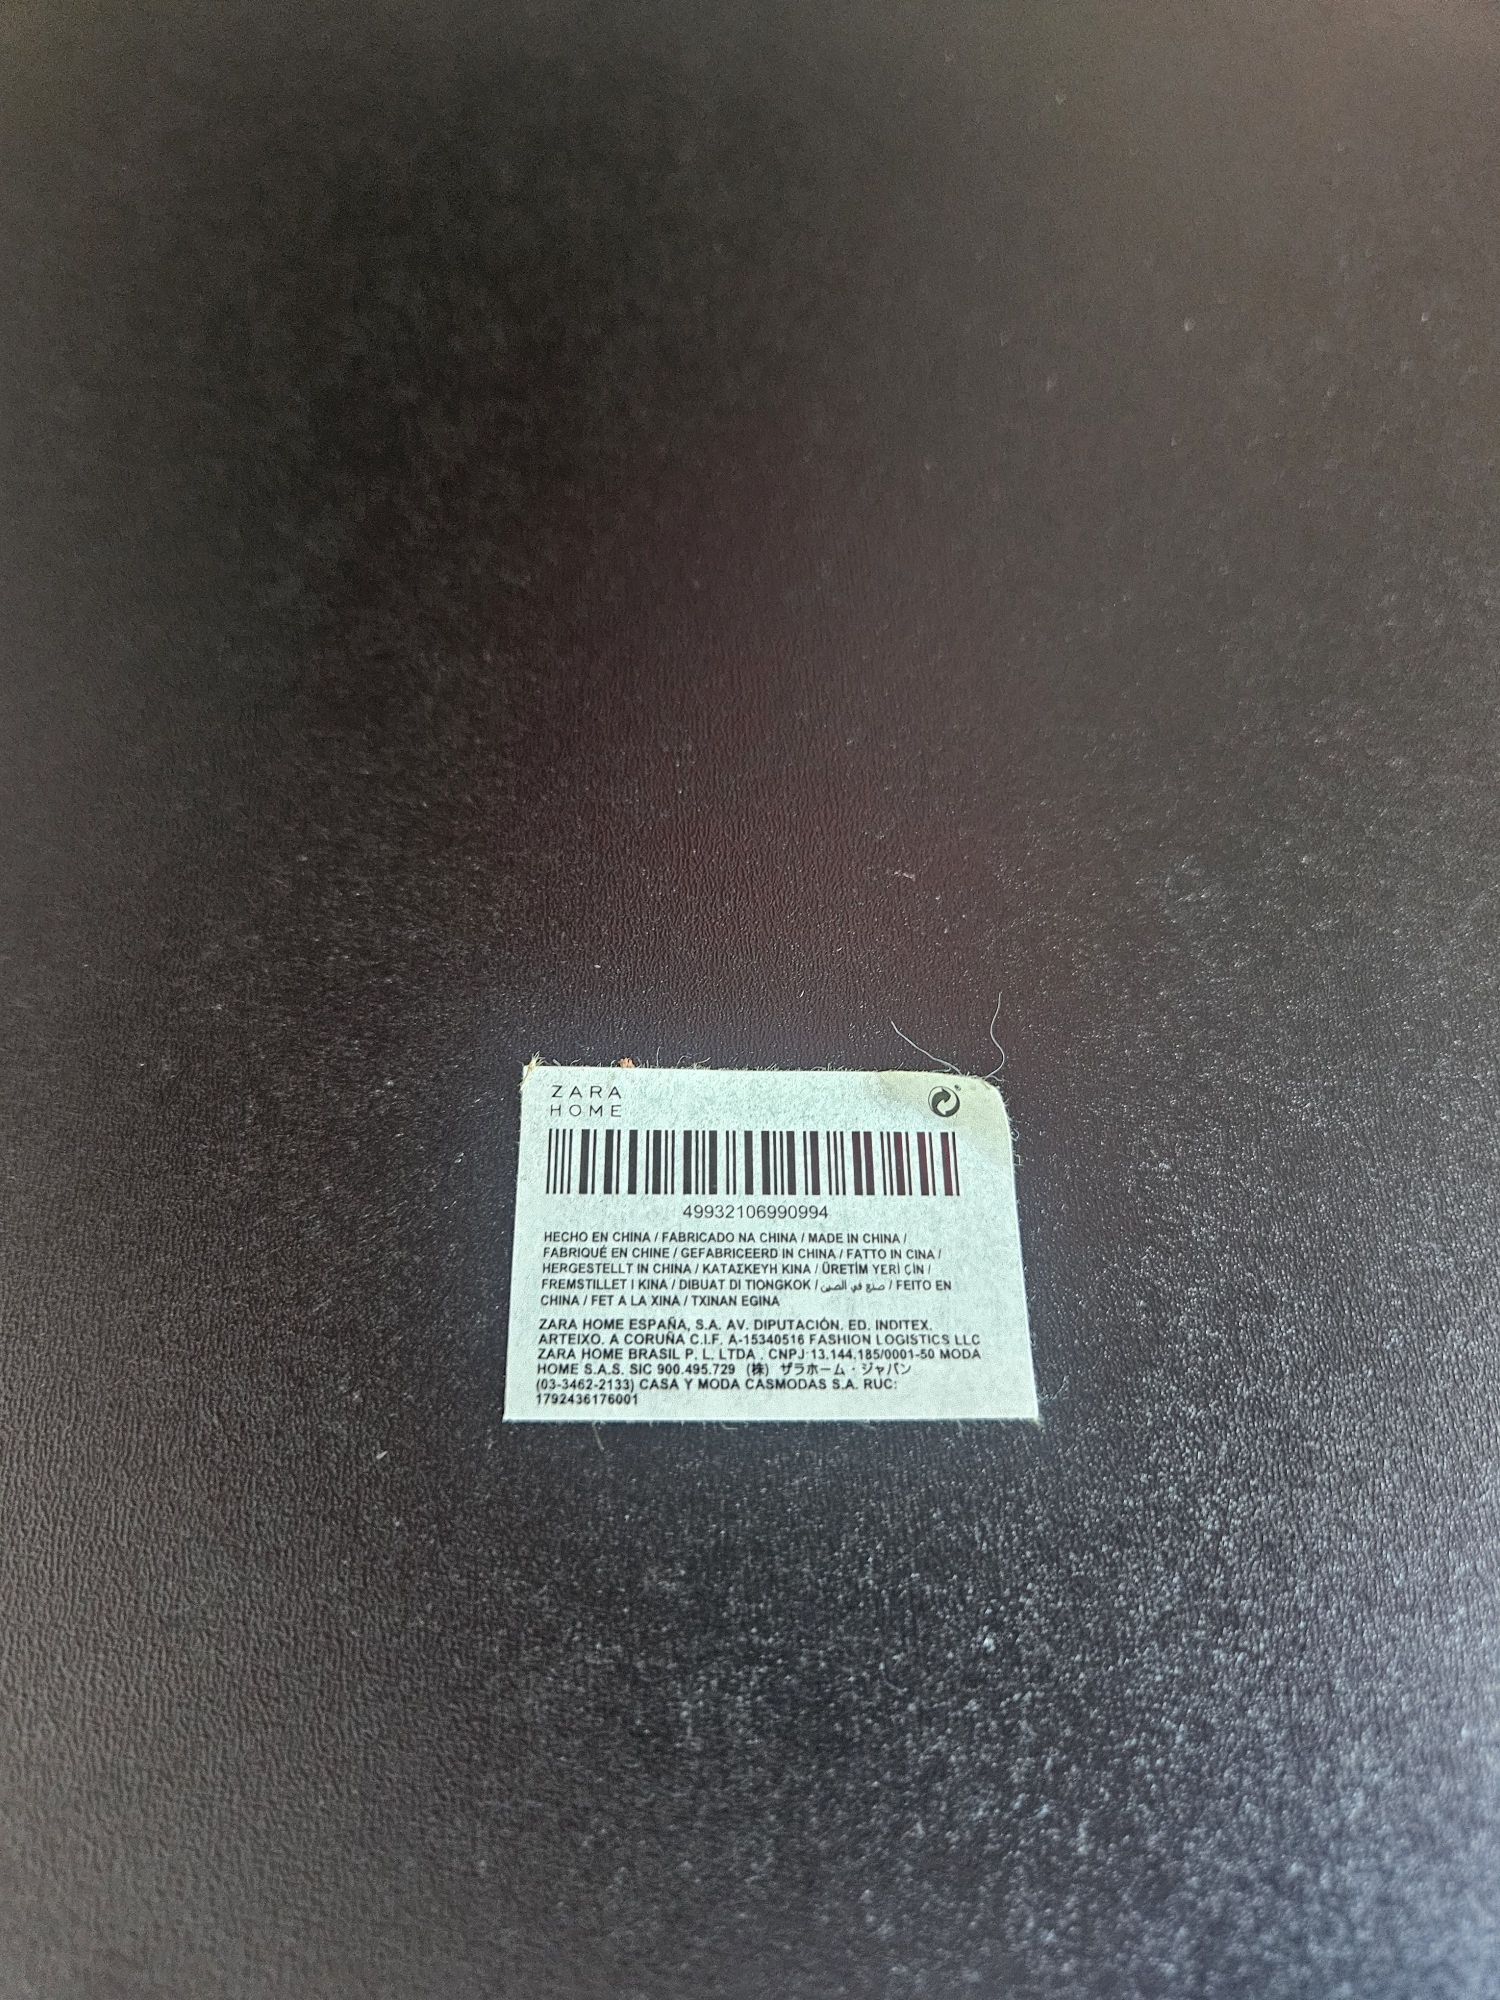 ZARA
HOME
49932106990994
HECHO EN CHINA / FABRICADO NA CHINA / MADE IN CHINA /
FABRIQUÉ EN CHINE / GEFABRICEERD IN CHINA / FATTO IN CINA /
HERGESTELLT IN CHINA / ΚΑΤΑΣΚΕΥΗ ΚΙΝΑ / ÜRETİM YERİ ÇİN /
FREMSTILLET I KINA / DIBUAT DI TIONGKOK / صنع في الصين / FEITO EN
CHINA / FET A LA XINA / TXINAN EGINA
ZARA HOME ESPAÑA, S.A. AV. DIPUTACIÓN. ED. INDITEX.
ARTEIXO. A CORUÑA C.I.F. A-15340516 FASHION LOGISTICS LLC
ZARA HOME BRASIL P. L. LTDA . CNPJ 13.144.185/0001-50 MODA
HOME S.A.S. SIC 900.495.729 (株) ザラホーム・ジャパン
(03-3462-2133) CASA Y MODA CASMODAS S.A. RUC:
1792436176001